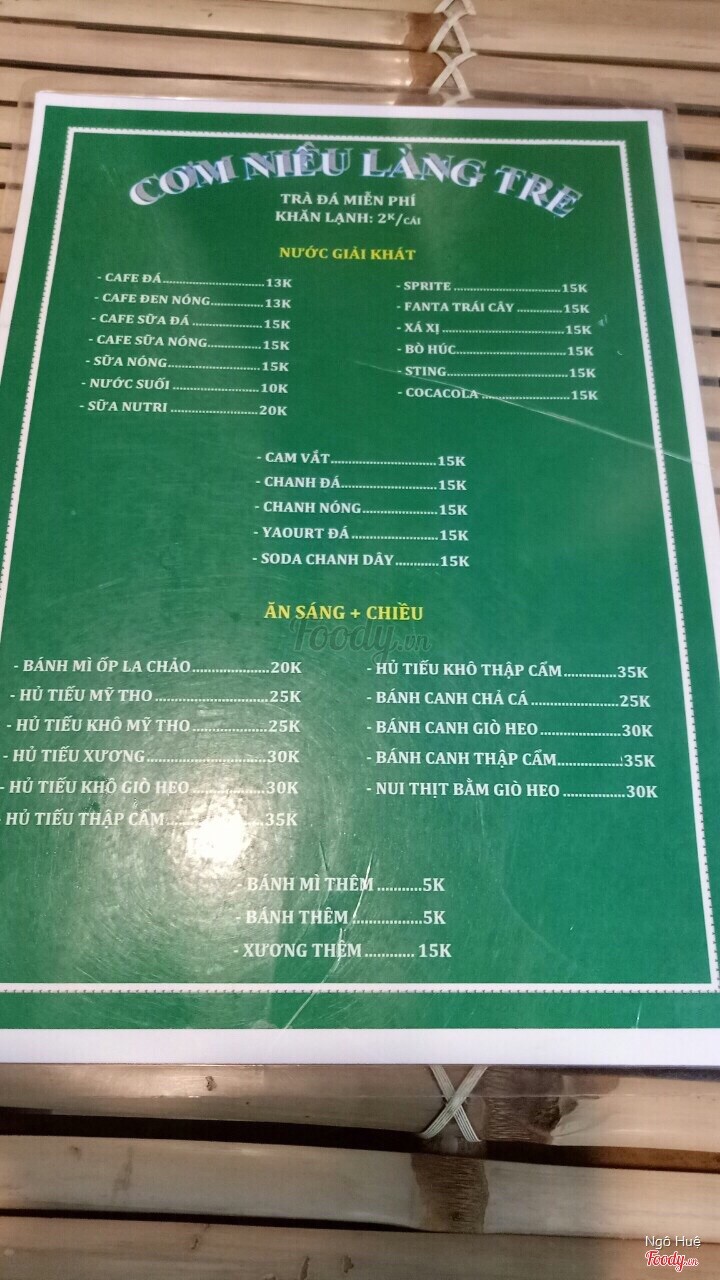 CƠM NIÊU LÀNG TRE
TRÀ ĐÁ MIỄN PHÍ
KHĂN LẠNH: 2K/CÁI
NƯỚC GIẢI KHÁT
- CAFE ĐÁ..........................13K
- CAFE ĐEN NÓNG....................13K
- CAFE SỮA ĐÁ ..................15K
- CAFE SỮA NÓNG.....................15K
- SỮA NÓNG.......................15K
- NƯỚC SUỐI ......................10K
- SỮA NUTRI ......................20K
- SPRITE ...........................15K
- FANTA TRÁI CÂY ............15K
- XÁ XỊ..............................15K
- BÒ HÚC...........................15K
- STING..............................15K
- COCACOLA ......................15K
- CAM VẮT..........................15K
- CHANH ĐÁ.......................15K
- CHANH NÓNG..................15K
- YAOURT ĐÁ.....................15K
- SODA CHANH DÂY...........15K
ĂN SÁNG + CHIỀU
- BÁNH MÌ ỐP LA CHẢO..................20K
- HỦ TIẾU MỸ THO .........................25K
- HỦ TIẾU KHÔ MỸ THO .................25K
- HỦ TIẾU XƯƠNG..........................30K
- HỦ TIẾU KHÔ GIÒ HEO.................30K
- HỦ TIẾU THẬP CẨM .....................35K
- HỦ TIẾU KHÔ THẬP CẨM.............35K
- BÁNH CANH CHẢ CÁ ...................25K
- BÁNH CANH GIÒ HEO ..................30K
- BÁNH CANH THẬP CẨM................35K
- NUI THỊT BẰM GIÒ HEO ..............30K
- BÁNH MÌ THÊM ...........5K
- BÁNH THÊM .................5K
- XƯƠNG THÊM ............ 15K
Foody.vn
Ngô Huệ
Foody.vn